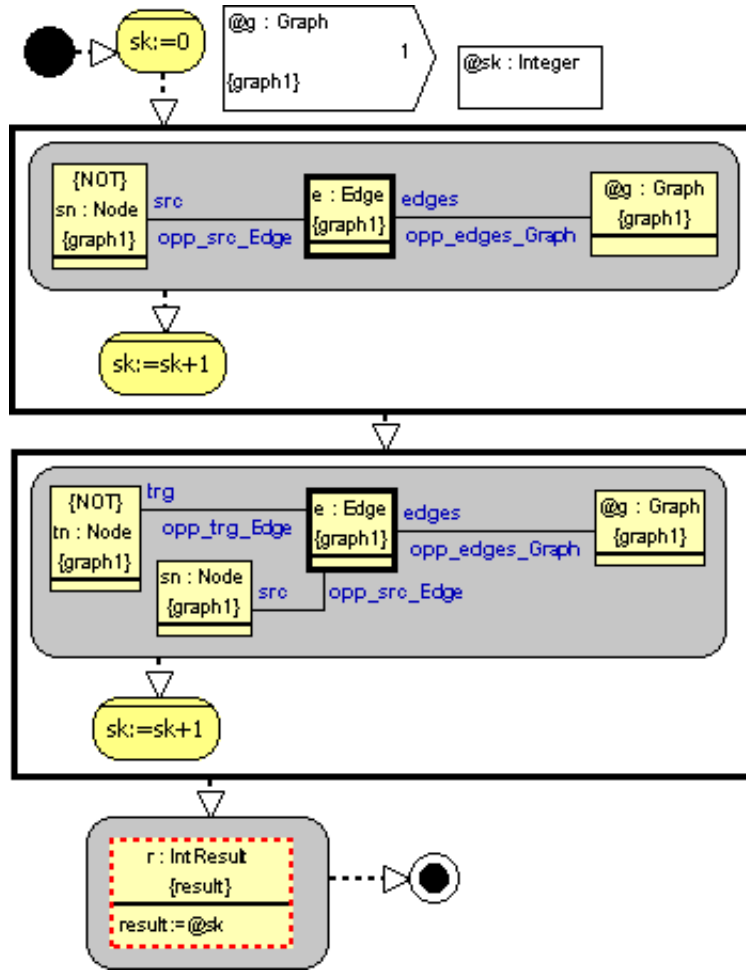 sk:=0
@g : Graph
1
{graph1}
@sk : Integer
{NOT}
sn : Node
{graph1}
src
opp_src_Edge
e : Edge
{graph1}
edges
opp_edges_Graph
@g : Graph
{graph1}
sk:=sk+1
{NOT}
tn : Node
{graph1}
trg
opp_trg_Edge
e : Edge
{graph1}
edges
opp_edges_Graph
@g : Graph
{graph1}
sn : Node
{graph1}
src
opp_src_Edge
sk:=sk+1
r : IntResult
{result}
result:=@sk